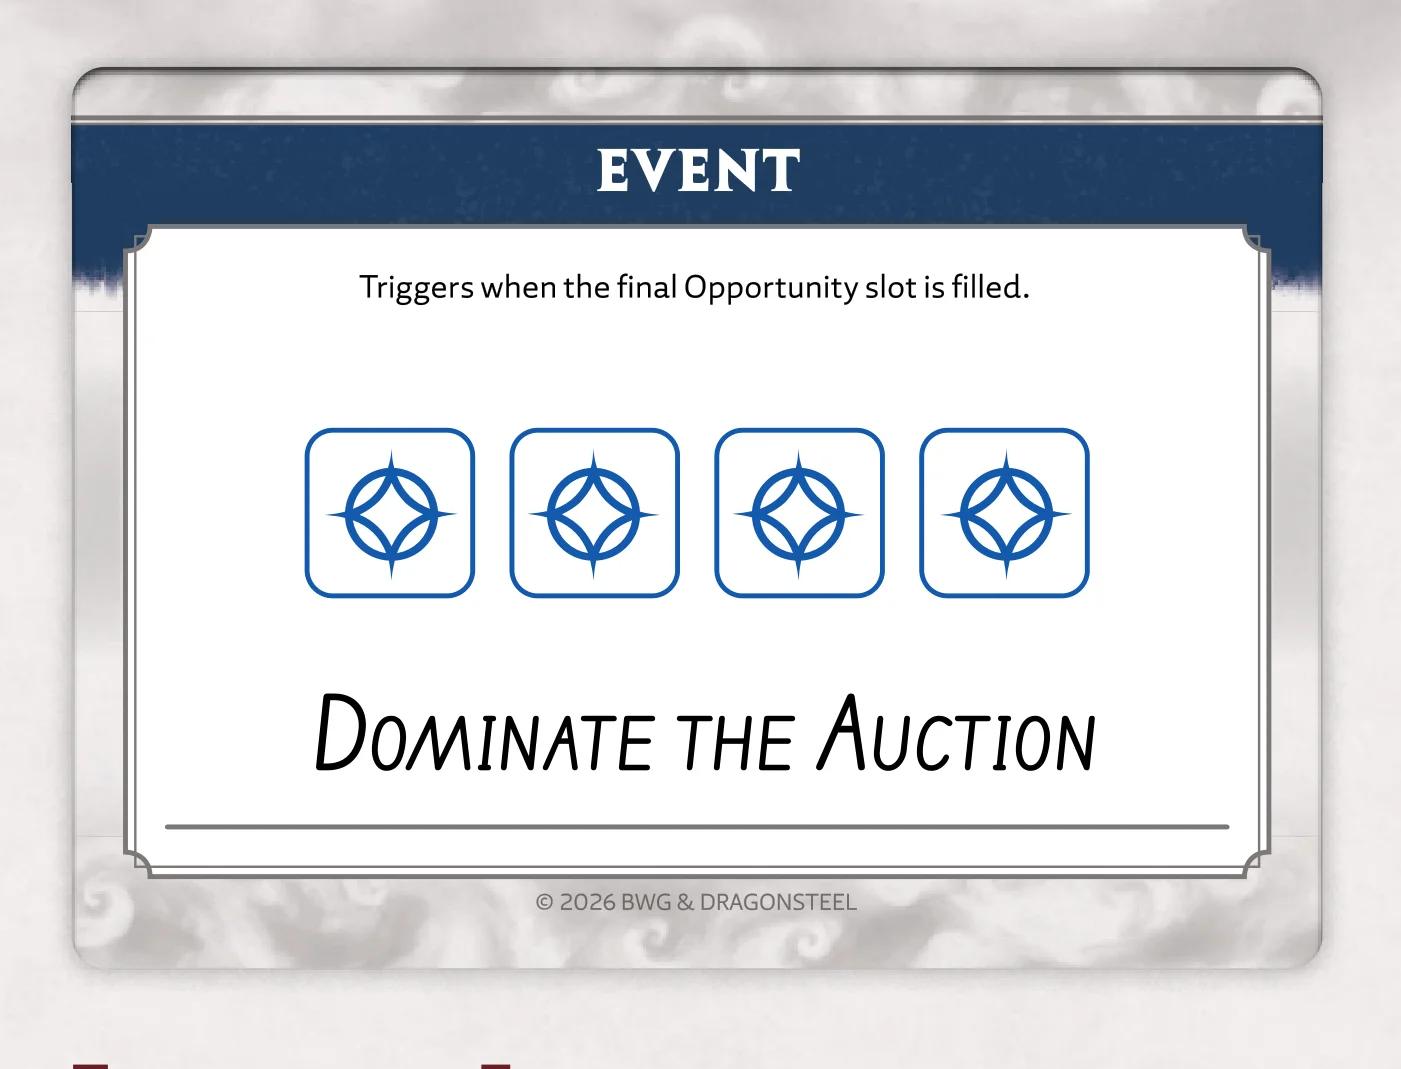 EVENT
Triggers when the final Opportunity slot is filled.
Dominate the Auction
© 2026 BWG & DRAGONSTEEL